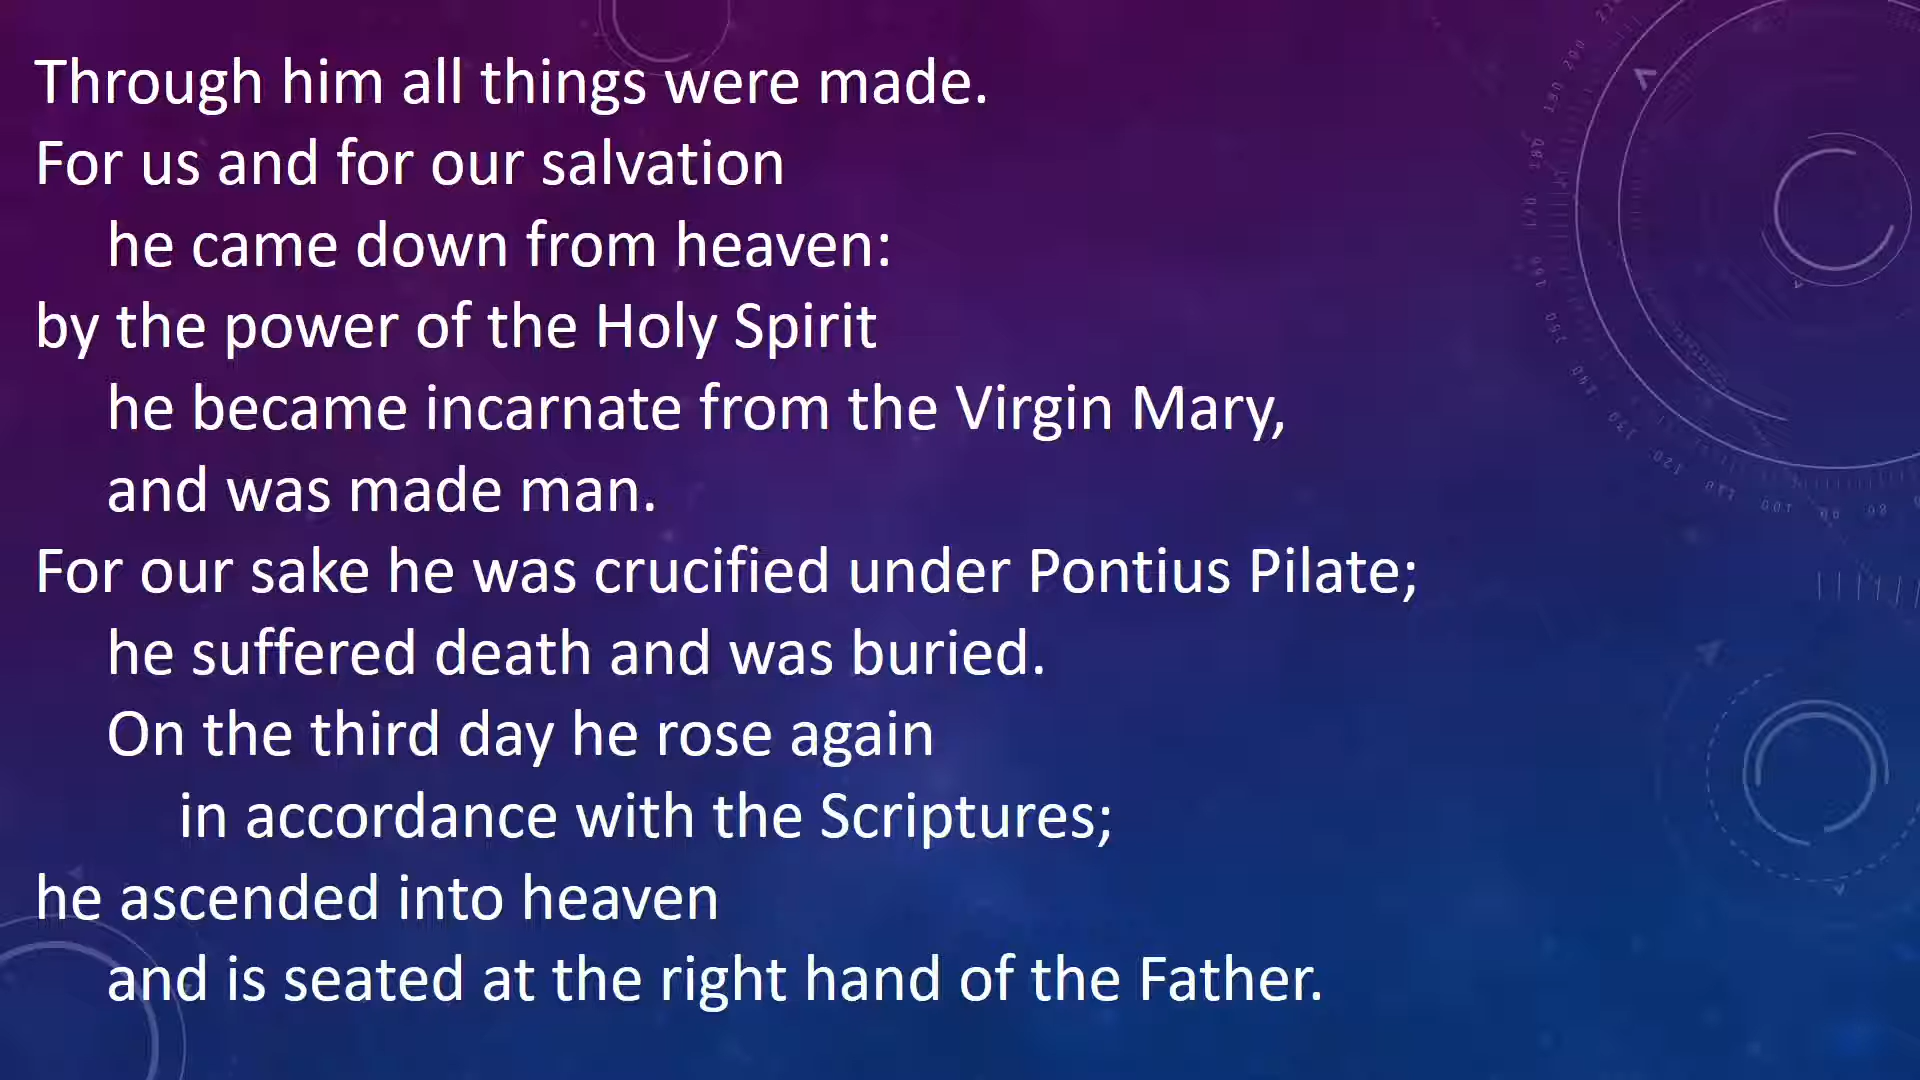 Through him all things were made.
For us and for our salvation
he came down from heaven:
by the power of the Holy Spirit
he became incarnate from the Virgin Mary,
and was made man.
For our sake he was crucified under Pontius Pilate;
he suffered death and was buried.
On the third day he rose again
in accordance with the Scriptures;
he ascended into heaven
and is seated at the right hand of the Father.